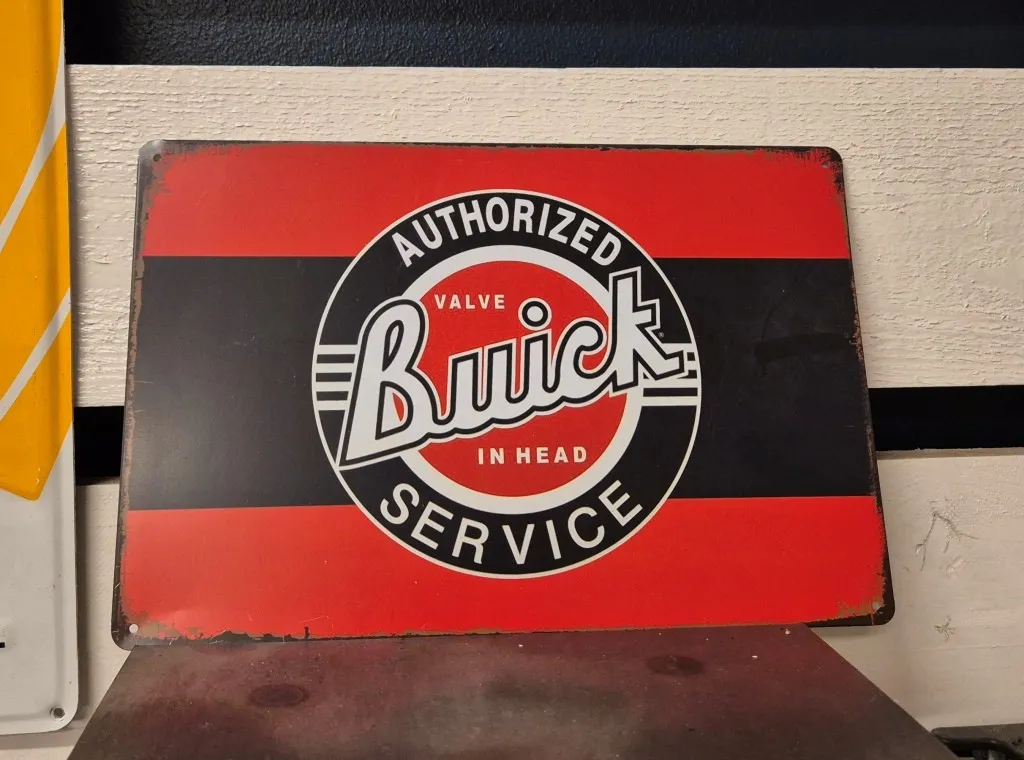 AUTHORIZED
VALVE
Buick
IN HEAD
SERVICE